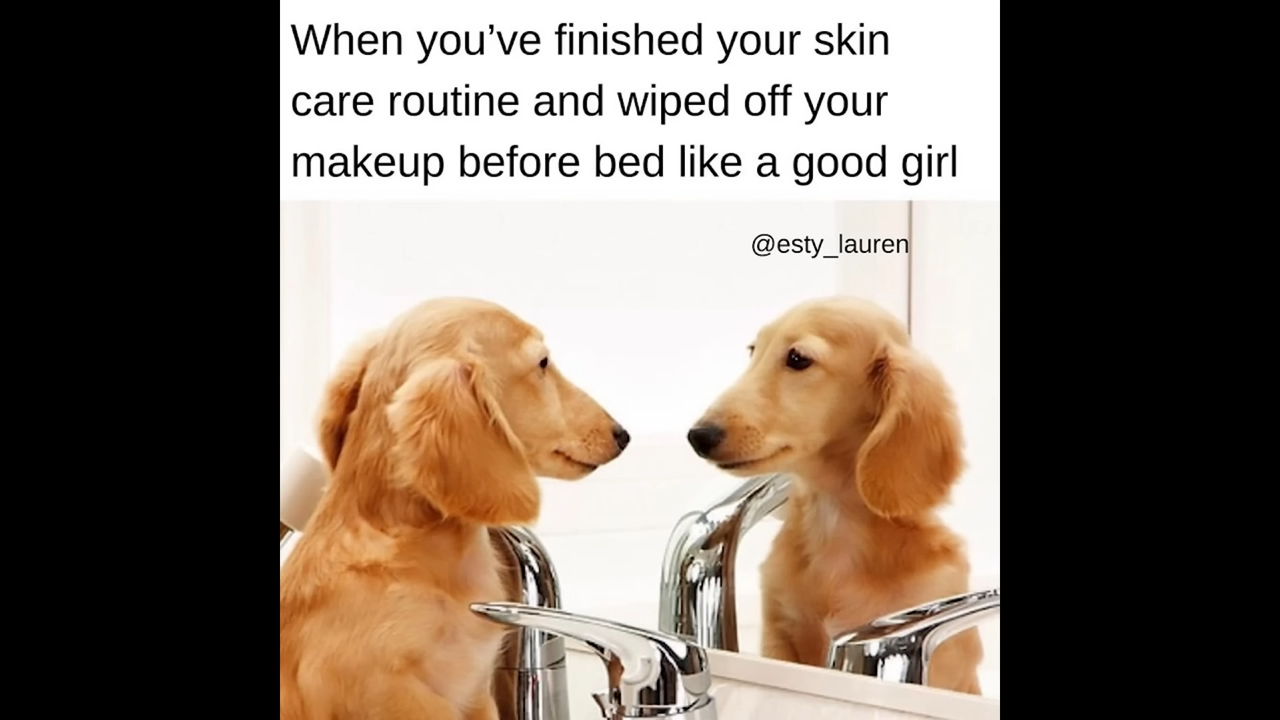 When you’ve finished your skin
care routine and wiped off your
makeup before bed like a good girl
@esty_lauren